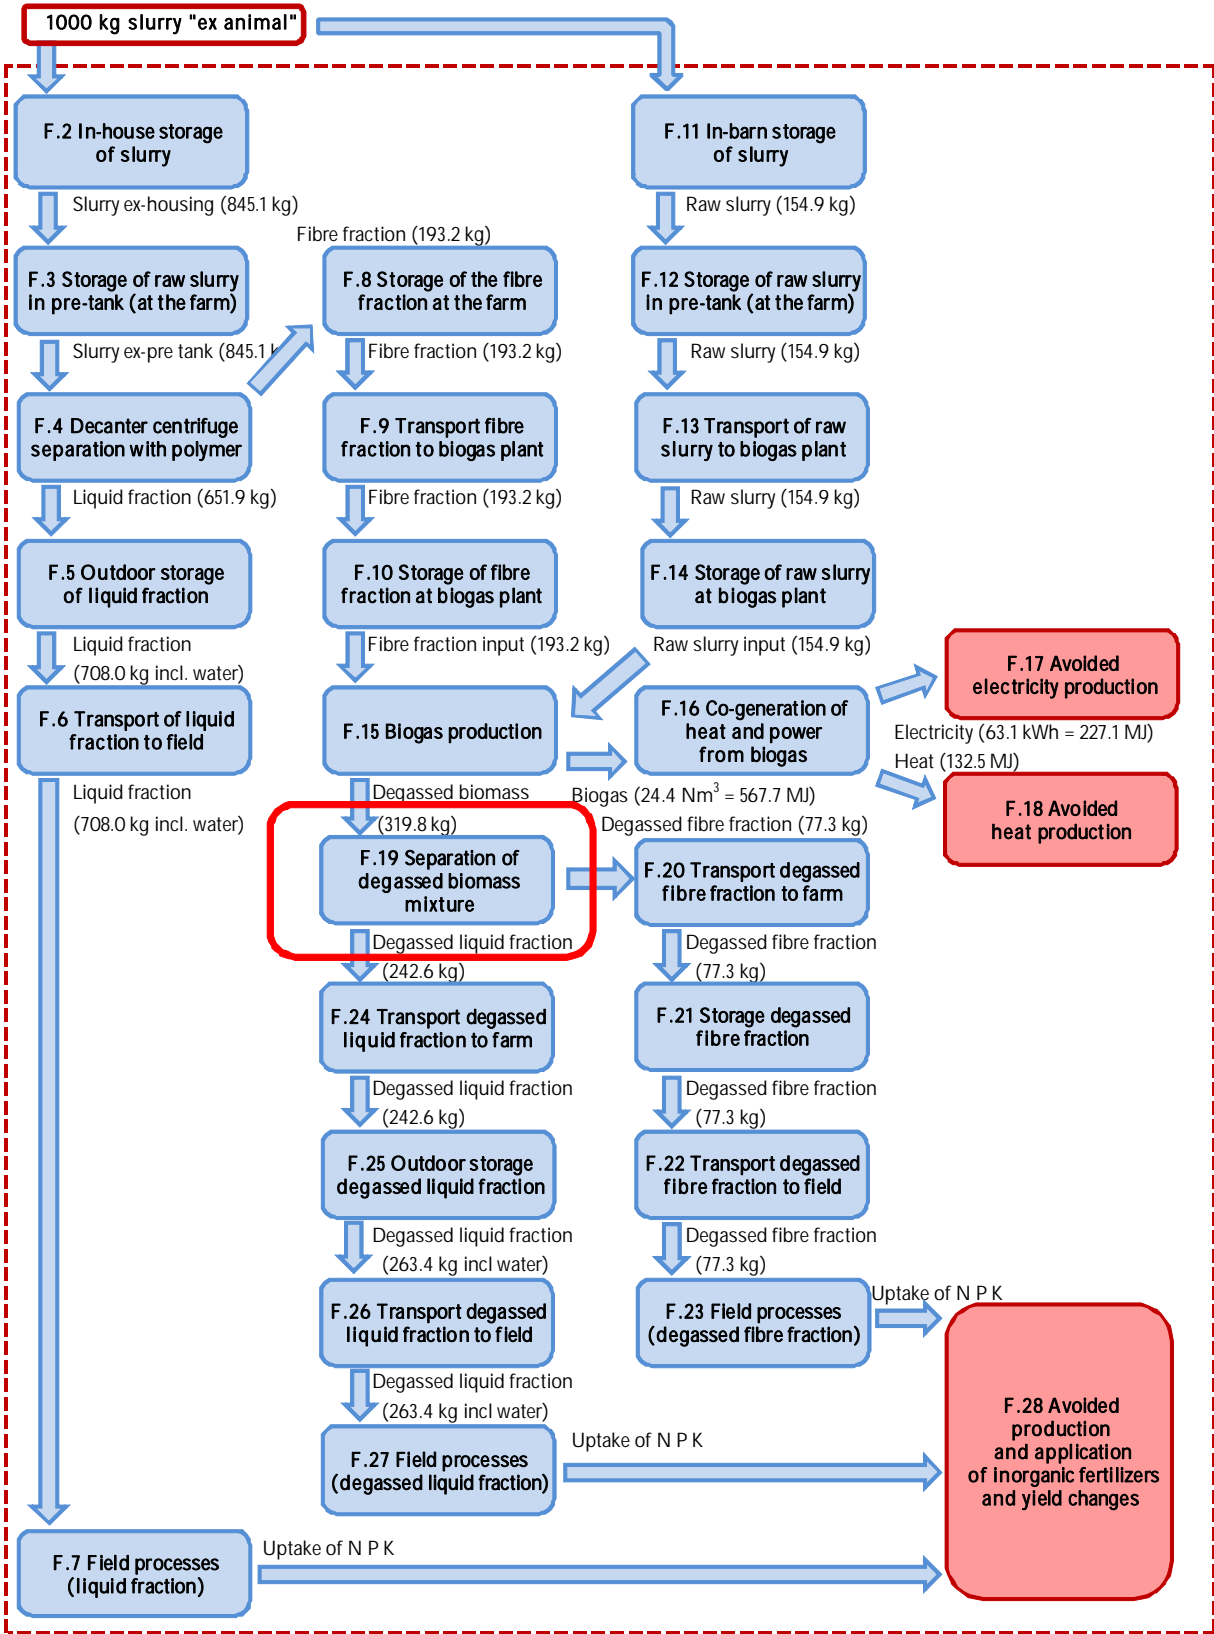 1000 kg slurry "ex animal"
F.2 In-house storage
of slurry
F.11 In-barn storage
of slurry
Slurry ex-housing (845.1 kg)
Raw slurry (154.9 kg)
Fibre fraction (193.2 kg)
F.3 Storage of raw slurry
in pre-tank (at the farm)
F.8 Storage of the fibre
fraction at the farm
F.12 Storage of raw slurry
in pre-tank (at the farm)
Slurry ex-pre tank (845.1 k
Fibre fraction (193.2 kg)
Raw slurry (154.9 kg)
F.4 Decanter centrifuge
separation with polymer
F.9 Transport fibre
fraction to biogas plant
F.13 Transport of raw
slurry to biogas plant
Liquid fraction (651.9 kg)
Fibre fraction (193.2 kg)
Raw slurry (154.9 kg)
F.5 Outdoor storage
of liquid fraction
F.10 Storage of fibre
fraction at biogas plant
F.14 Storage of raw slurry
at biogas plant
Liquid fraction
(708.0 kg incl. water)
Fibre fraction input (193.2 kg)
Raw slurry input (154.9 kg)
F.6 Transport of liquid
fraction to field
F.15 Biogas production
F.16 Co-generation of
heat and power
from biogas
F.17 Avoided
electricity production
Electricity (63.1 kWh = 227.1 MJ)
Heat (132.5 MJ)
F.18 Avoided
heat production
Liquid fraction
(708.0 kg incl. water)
Degassed biomass
(319.8 kg)
Biogas (24.4 Nm³ = 567.7 MJ)
Degassed fibre fraction (77.3 kg)
F.19 Separation of
degassed biomass
mixture
F.20 Transport degassed
fibre fraction to farm
Degassed liquid fraction
(242.6 kg)
Degassed fibre fraction
(77.3 kg)
F.24 Transport degassed
liquid fraction to farm
F.21 Storage degassed
fibre fraction
Degassed liquid fraction
(242.6 kg)
Degassed fibre fraction
(77.3 kg)
F.25 Outdoor storage
degassed liquid fraction
F.22 Transport degassed
fibre fraction to field
Degassed liquid fraction
(263.4 kg incl water)
Degassed fibre fraction
(77.3 kg)
F.26 Transport degassed
liquid fraction to field
F.23 Field processes
(degassed fibre fraction)
Uptake of N P K
Degassed liquid fraction
(263.4 kg incl water)
F.27 Field processes
(degassed liquid fraction)
Uptake of N P K
F.28 Avoided
production
and application
of inorganic fertilizers
and yield changes
F.7 Field processes
(liquid fraction)
Uptake of N P K